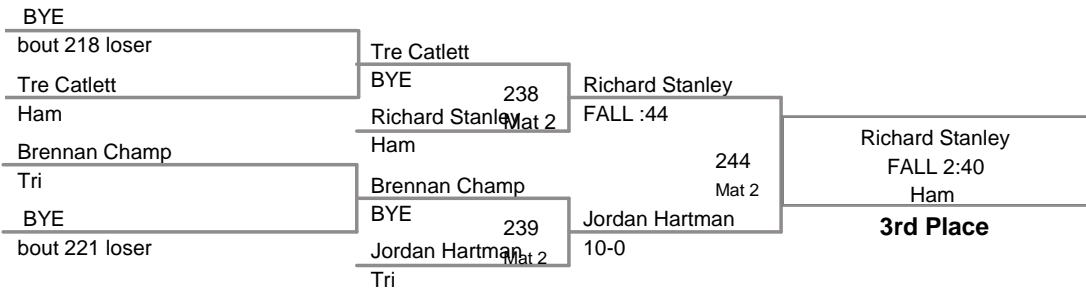 BYE
bout 218 loser
Tre Catlett
Ham
Brennan Champ
Tri
BYE
bout 221 loser
Tre Catlett
BYE
238
Mat 2
Richard Stanley
Ham
Brennan Champ
BYE
239
Mat 2
Jordan Hartman
Tri
Richard Stanley
FALL :44
244
Mat 2
Jordan Hartman
10-0
Richard Stanley
FALL 2:40
Ham
3rd Place